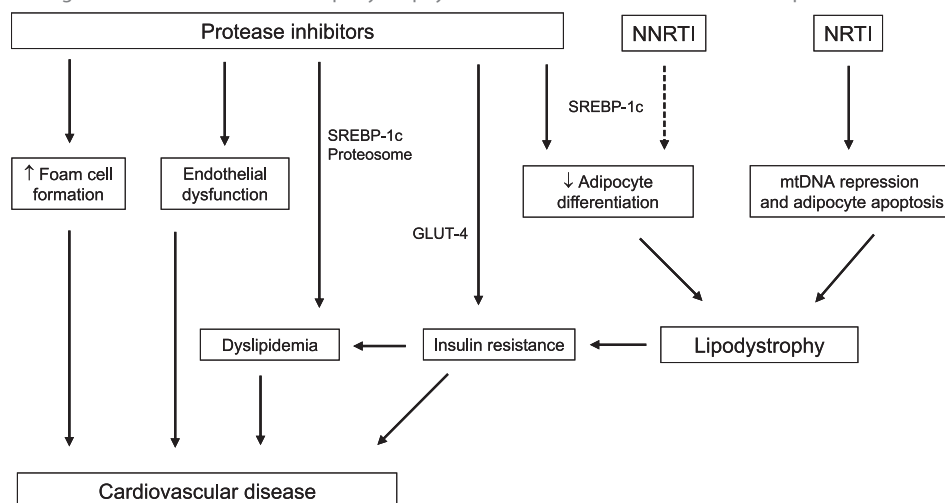 Protease inhibitors
NNRTI
NRTI
SREBP-1c
SREBP-1c
Proteosome
↑ Foam cell
formation
Endothelial
dysfunction
↓ Adipocyte
differentiation
mtDNA repression
and adipocyte apoptosis
GLUT-4
Dyslipidemia
Insulin resistance
Lipodystrophy
Cardiovascular disease